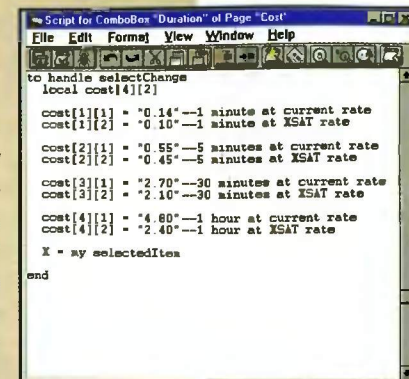 Script for ComboBox "Duration" of Page "Cost"
File Edit Format View Window Help
to handle selectChange
local cost[4][2]
cost[1][1] = "0.14"--1 minute at current rate
cost[1][2] = "0.10"--1 minute at XSAT rate
cost[2][1] = "0.55"--5 minutes at current rate
cost[2][2] = "0.45"--5 minutes at XSAT rate
cost[3][1] = "2.70"--30 minutes at current rate
cost[3][2] = "2.10"--30 minutes at XSAT rate
cost[4][1] = "4.80"--1 hour at current rate
cost[4][2] = "2.40"--1 hour at XSAT rate
X = my selectedItem
end